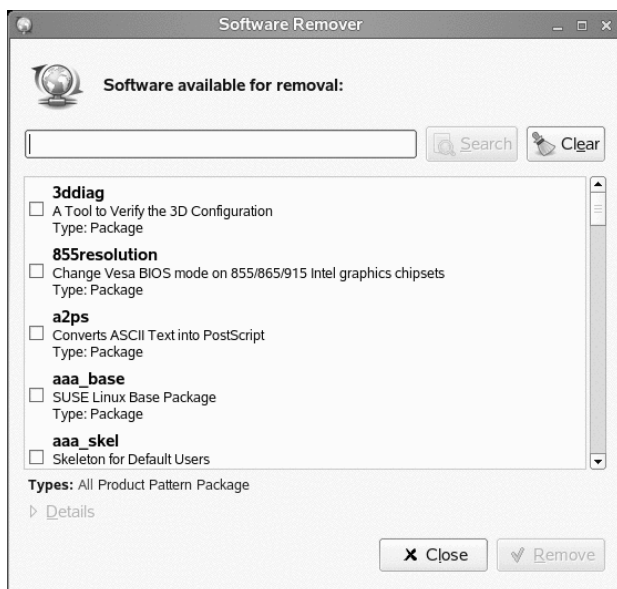 Software Remover
Software available for removal:
Search
Clear
3ddiag
A Tool to Verify the 3D Configuration
Type: Package
855resolution
Change Vesa BIOS mode on 855/865/915 Intel graphics chipsets
Type: Package
a2ps
Converts ASCII Text into PostScript
Type: Package
aaa_base
SUSE Linux Base Package
Type: Package
aaa_skel
Skeleton for Default Users
Types: All Product Pattern Package
Details
Close
Remove